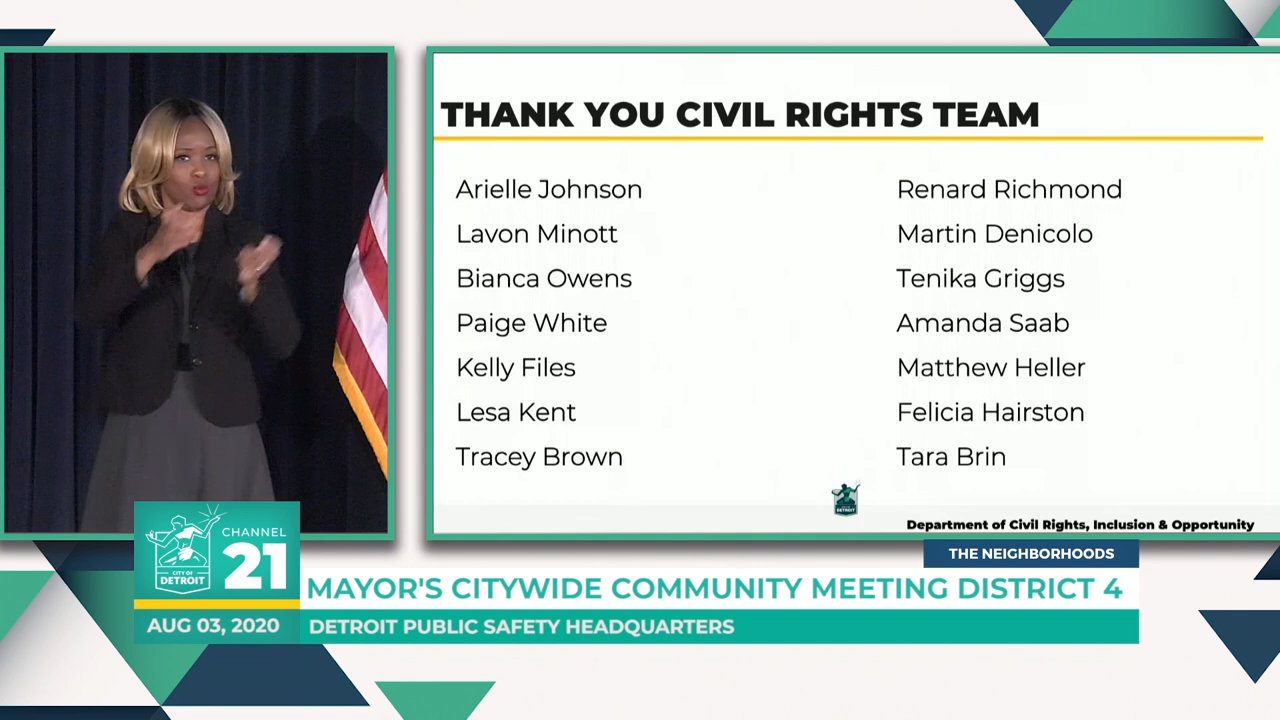 THANK YOU CIVIL RIGHTS TEAM
Arielle Johnson
Lavon Minott
Bianca Owens
Paige White
Kelly Files
Lesa Kent
Tracey Brown
Renard Richmond
Martin Denicolo
Tenika Griggs
Amanda Saab
Matthew Heller
Felicia Hairston
Tara Brin
DETROIT
Department of Civil Rights, Inclusion & Opportunity
THE NEIGHBORHOODS
CITY OF
DETROIT
CHANNEL
21
MAYOR'S CITYWIDE COMMUNITY MEETING DISTRICT 4
AUG 03, 2020
DETROIT PUBLIC SAFETY HEADQUARTERS